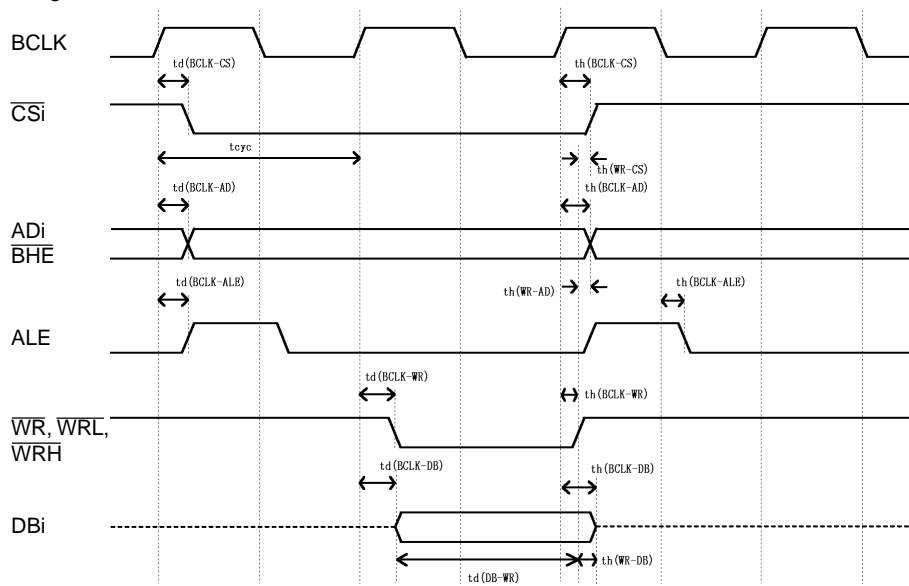 BCLK
td(BCLK-CS)
th(BCLK-CS)
CSi
tcyc
th(WR-CS)
td(BCLK-AD)
th(BCLK-AD)
ADi
BHE
td(BCLK-ALE)
th(WR-AD)
th(BCLK-ALE)
ALE
td(BCLK-WR)
th(BCLK-WR)
WR, WRL,
WRH
td(BCLK-DB)
th(BCLK-DB)
DBi
th(WR-DB)
td(DB-WR)